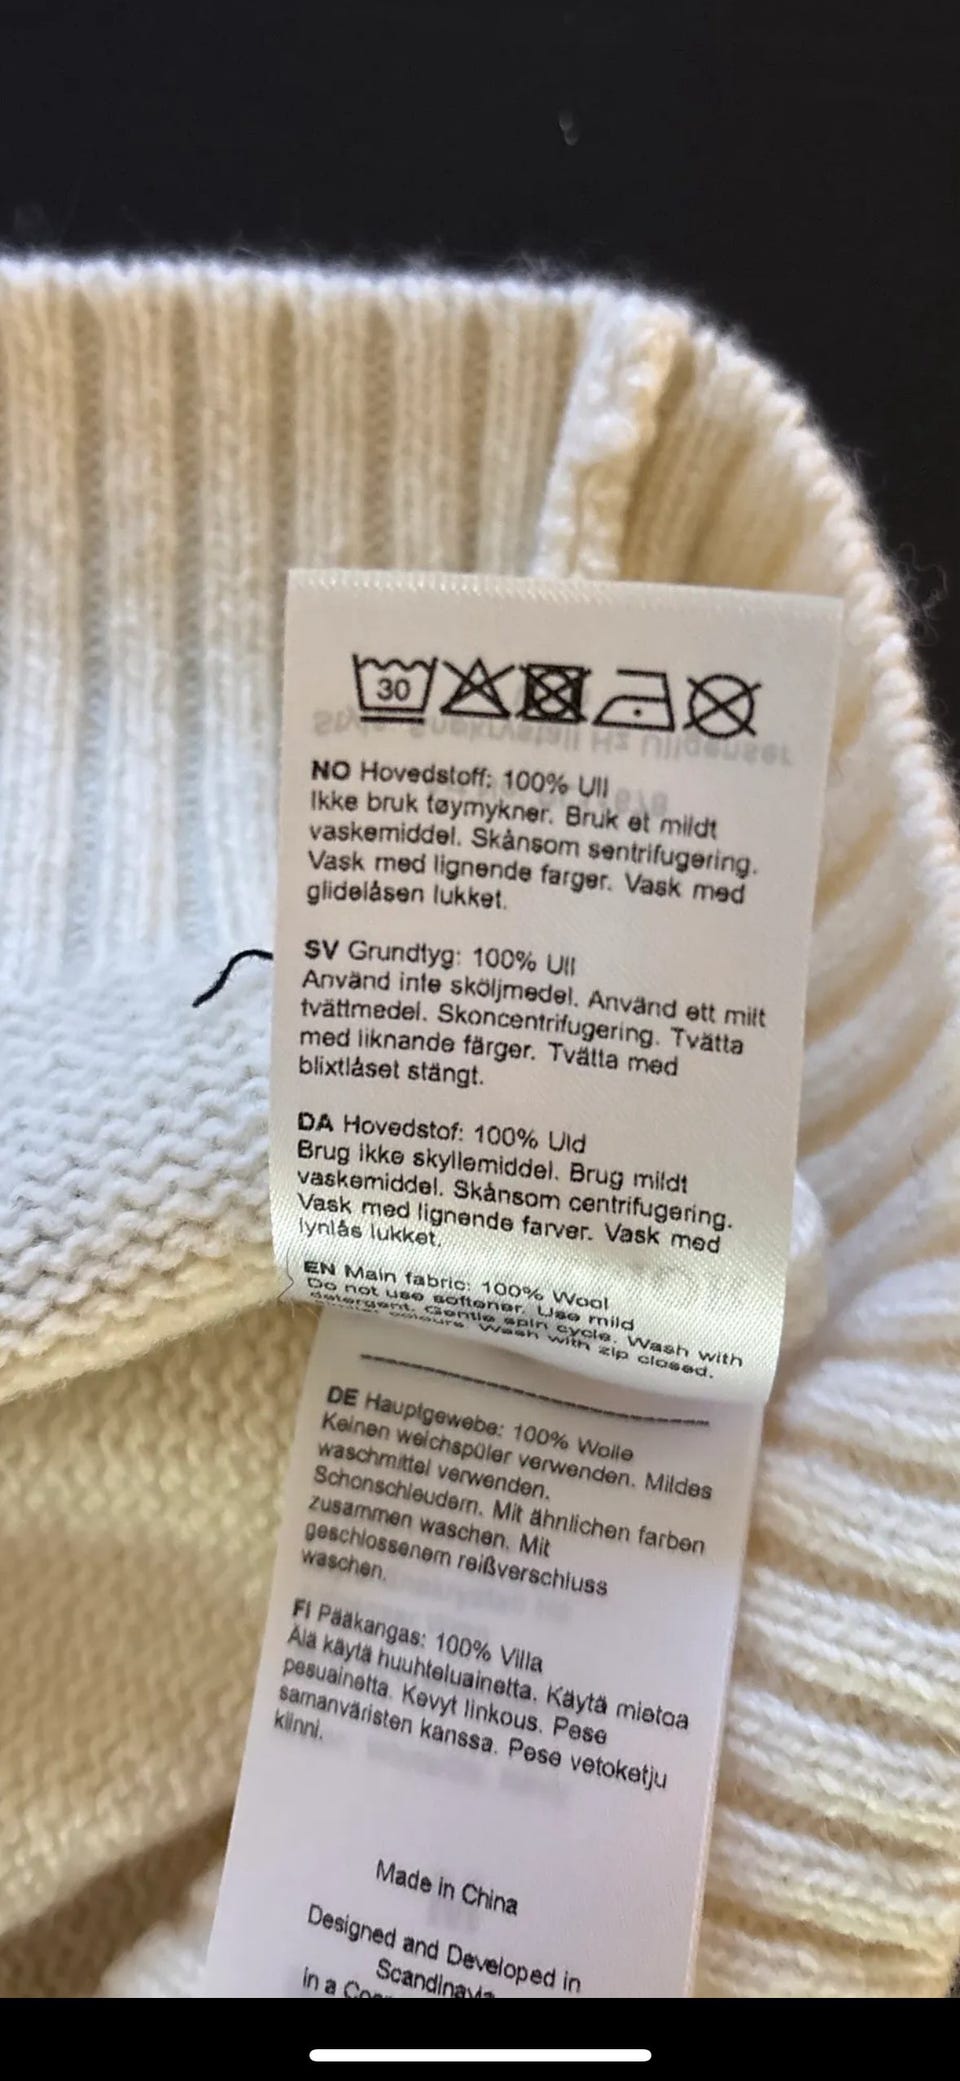 30
NO Hovedstoff: 100% Ull
Ikke bruk tøymykner. Bruk et mildt
vaskemiddel. Skånsom sentrifugering.
Vask med lignende farger. Vask med
glidelåsen lukket.
SV Grundtyg: 100% Ull
Använd inte sköljmedel. Använd ett milt
tvättmedel. Skoncentrifugering. Tvätta
med liknande färger. Tvätta med
blixtlåset stängt.
DA Hovedstof: 100% Uld
Brug ikke skyllemiddel. Brug mildt
vaskemiddel. Skånsom centrifugering.
Vask med lignende farver. Vask med
lynlås lukket.
EN Main fabric: 100% Wool
Do not use softener. Use mild
detergent. Gentle spin cycle. Wash with
colours. Wash with zip closed.
DE Hauptgewebe: 100% Wolle
Keinen weichspüler verwenden. Mildes
waschmittel verwenden.
Schonschleudern. Mit ähnlichen farben
zusammen waschen. Mit
geschlossenem reißverschluss
waschen.
FI Pääkangas: 100% Villa
Älä käytä huuhteluainetta. Käytä mietoa
pesuainetta. Kevyt linkous. Pese
samanväristen kanssa. Pese vetoketju
kiinni.
Made in China
Designed and Developed in
Scandinavia
in a